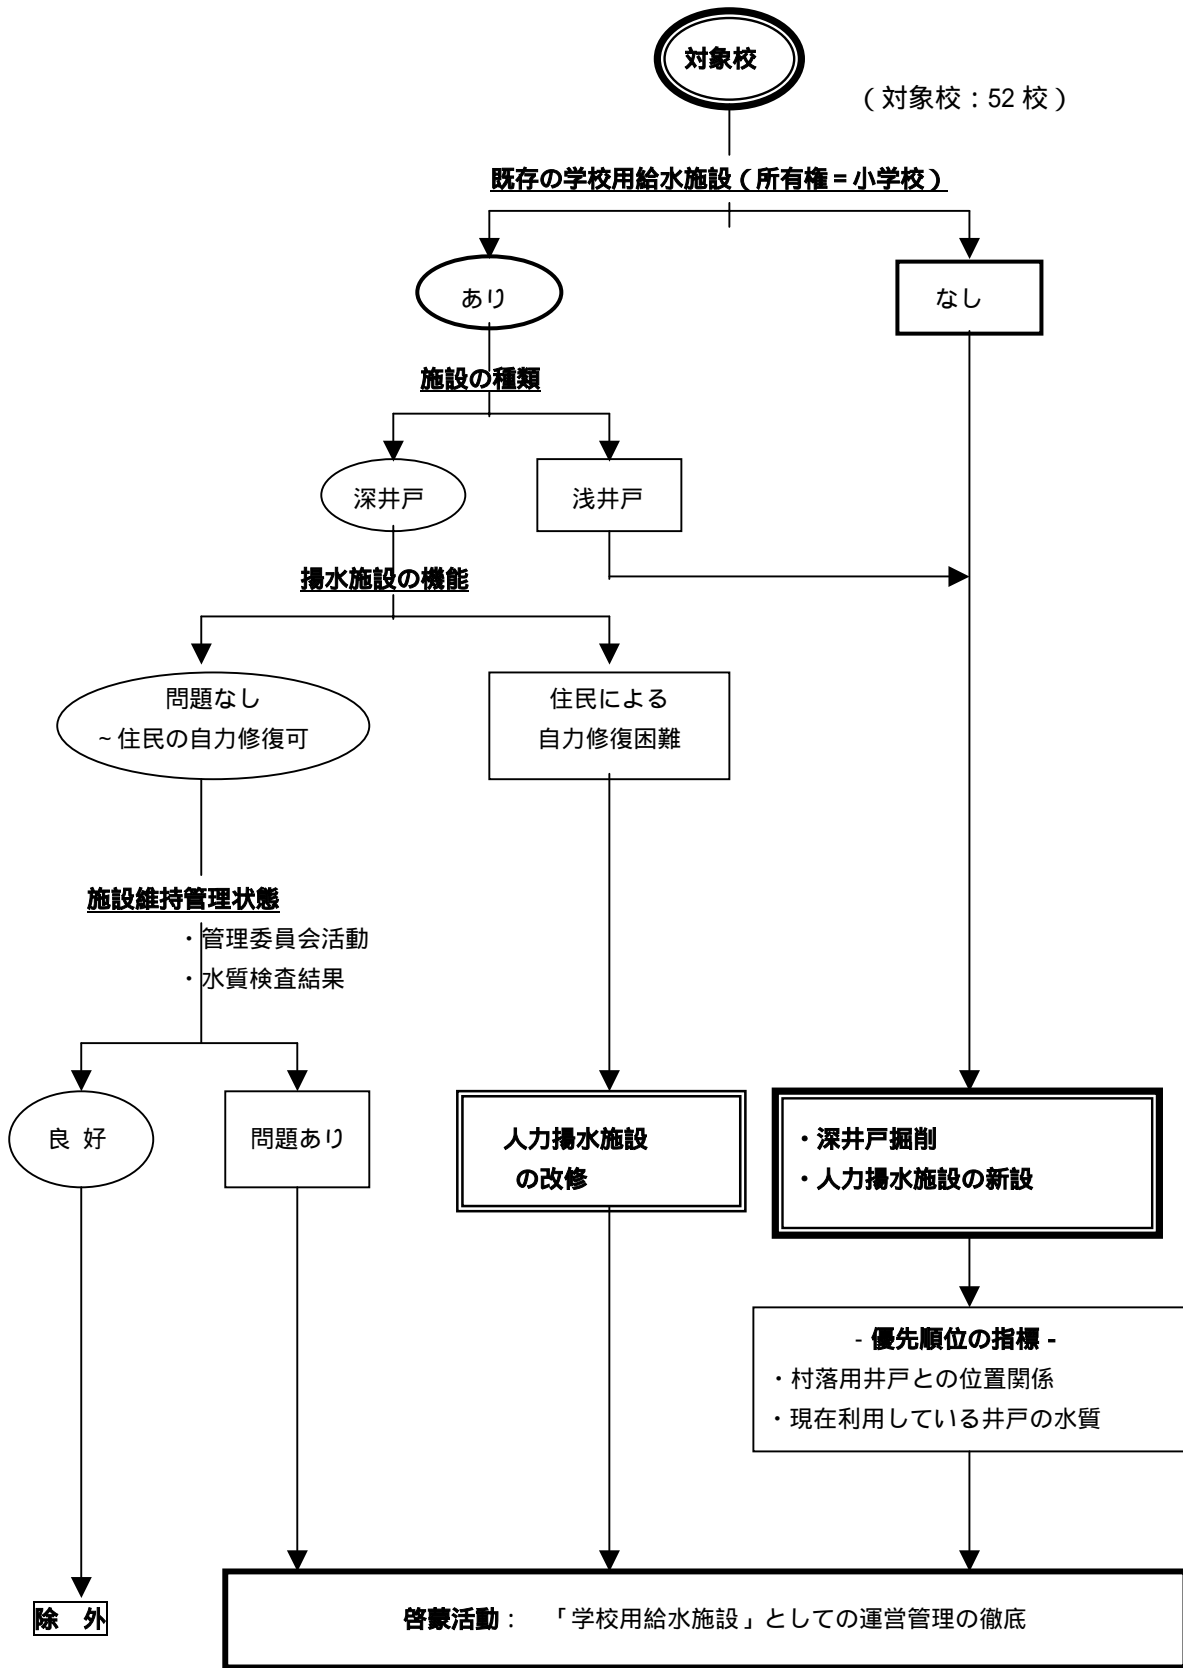 対象校
（対象校：52 校）
既存の学校用給水施設（所有権＝小学校）
あり
なし
施設の種類
深井戸
浅井戸
揚水施設の機能
問題なし
~住民の自力修復可
住民による
自力修復困難
施設維持管理状態
・管理委員会活動
・水質検査結果
良 好
問題あり
人力揚水施設
の改修
・深井戸掘削
・人力揚水施設の新設
- 優先順位の指標 -
・村落用井戸との位置関係
・現在利用している井戸の水質
除 外
啓蒙活動： 「学校用給水施設」としての運営管理の徹底